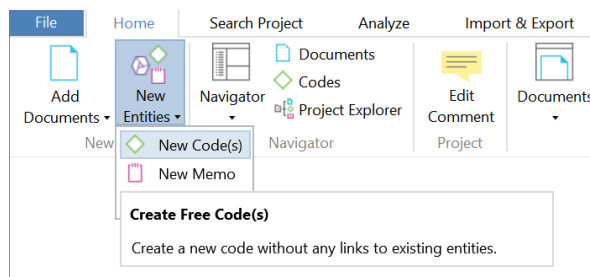 File Home Search Project Analyze Import & Export
Add Documents
New Entities
Navigator
Documents
Codes
Project Explorer
Edit Comment
Documents
New
Navigator
Project
New Code(s)
New Memo
Create Free Code(s)
Create a new code without any links to existing entities.